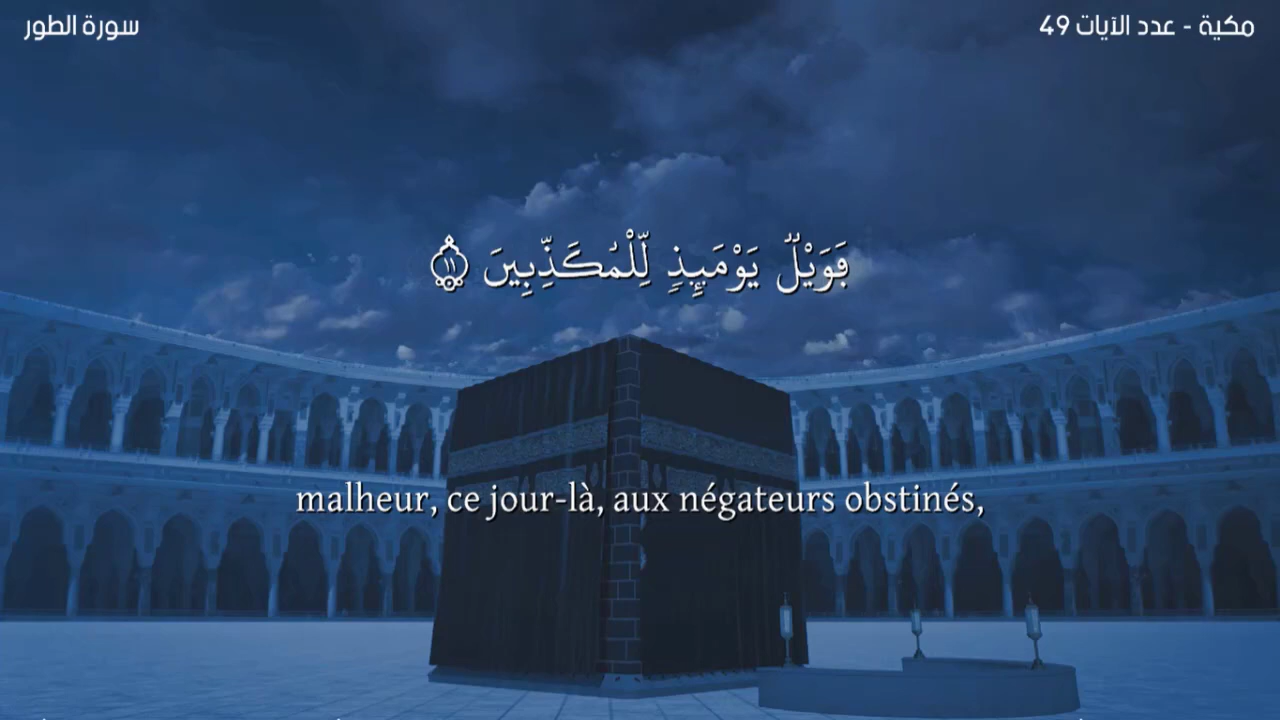 مكية - عدد الآيات 49
سورة الطور
فَوَيْلٌ يَوْمَئِذٍ لِّلْمُكَذِّبِينَ ١١
malheur, ce jour-là, aux négateurs obstinés,